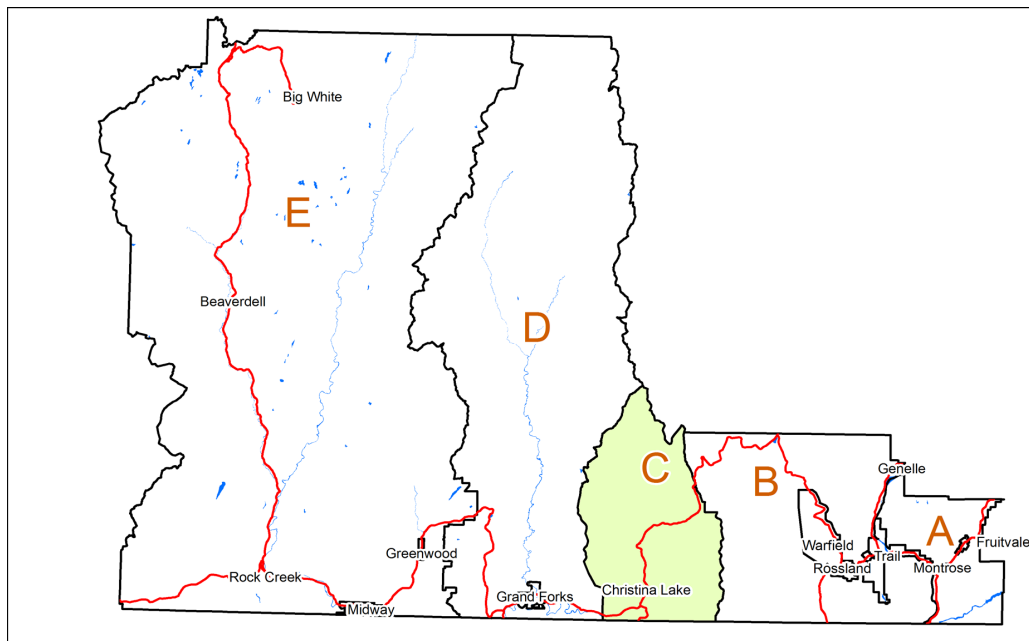 Big White
E
Beaverdell
D
C
B
Genelle
A
Warfield
Fruitvale
Greenwood
Trail
Rossland
Montrose
Rock Creek
Christina Lake
Grand Forks
Midway